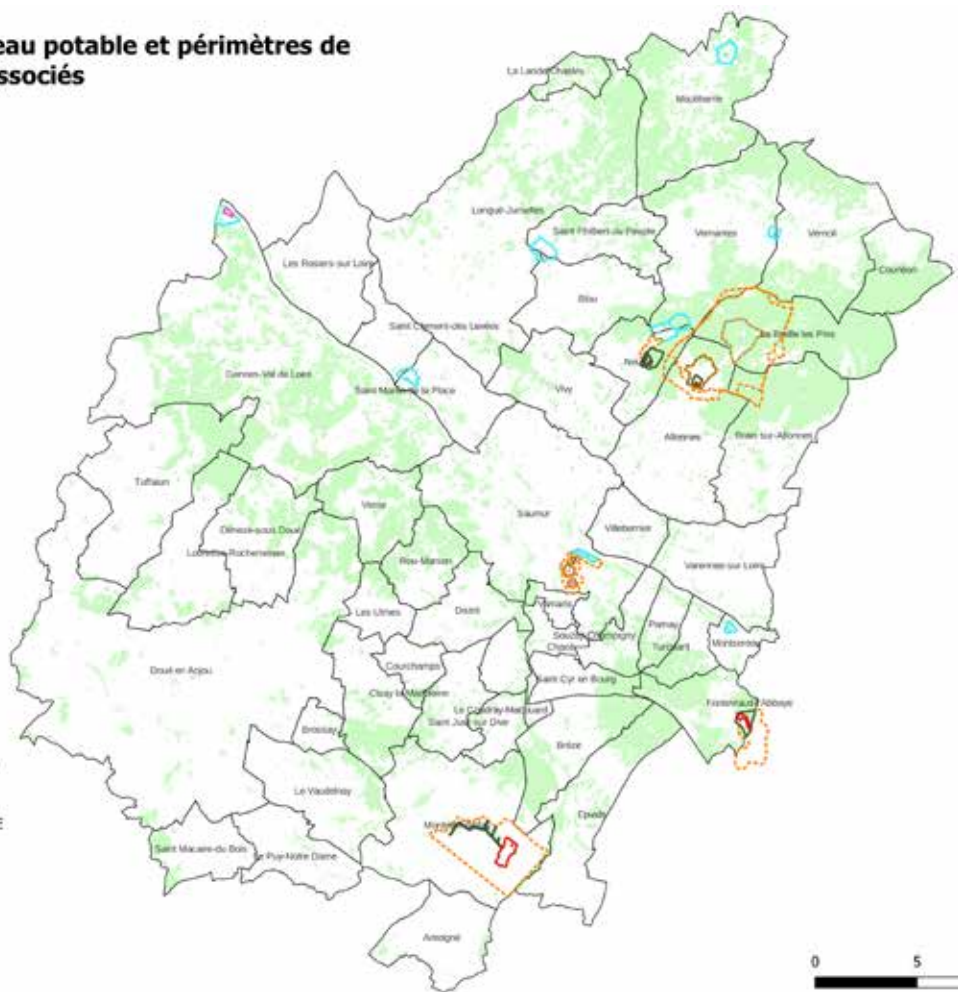 eau potable et périmètres de
ssociés
La Lande-Chasles
Mouliherne
Longué-Jumelles
Saint Philbert-du-Peuple
Vernantes
Vernoil
Courléon
Les Rosiers-sur-Loire
Blou
Saint Clément-des-Levées
La Breille les Pins
Neu
Gennes-Val de Loire
Saint Martin-de-la-Place
Vivy
Allonnes
Brain sur-Allonnes
Tuffalun
Verrie
Saumur
Villebernier
Dénezé-sous Doué
Louresse-Rochemenier
Rou-Marson
Varennes-sur Loire
Les Ulmes
Distré
Varrains
Parnay
Souzay-Champigny
Chacé
Turquant
Montsoreau
Doué en Anjou
Courchamps
Saint Cyr en Bourg
Cizay-la-Madeleine
Le Coudray-Macouard
Saint Just-sur Dive
Fontevraud-l'Abbaye
Brossay
Brézé
Le Vaudelnay
Epieds
Mont
Saint Macaire-du Bois
Le Puy-Notre Dame
Antoigné
E
0 5